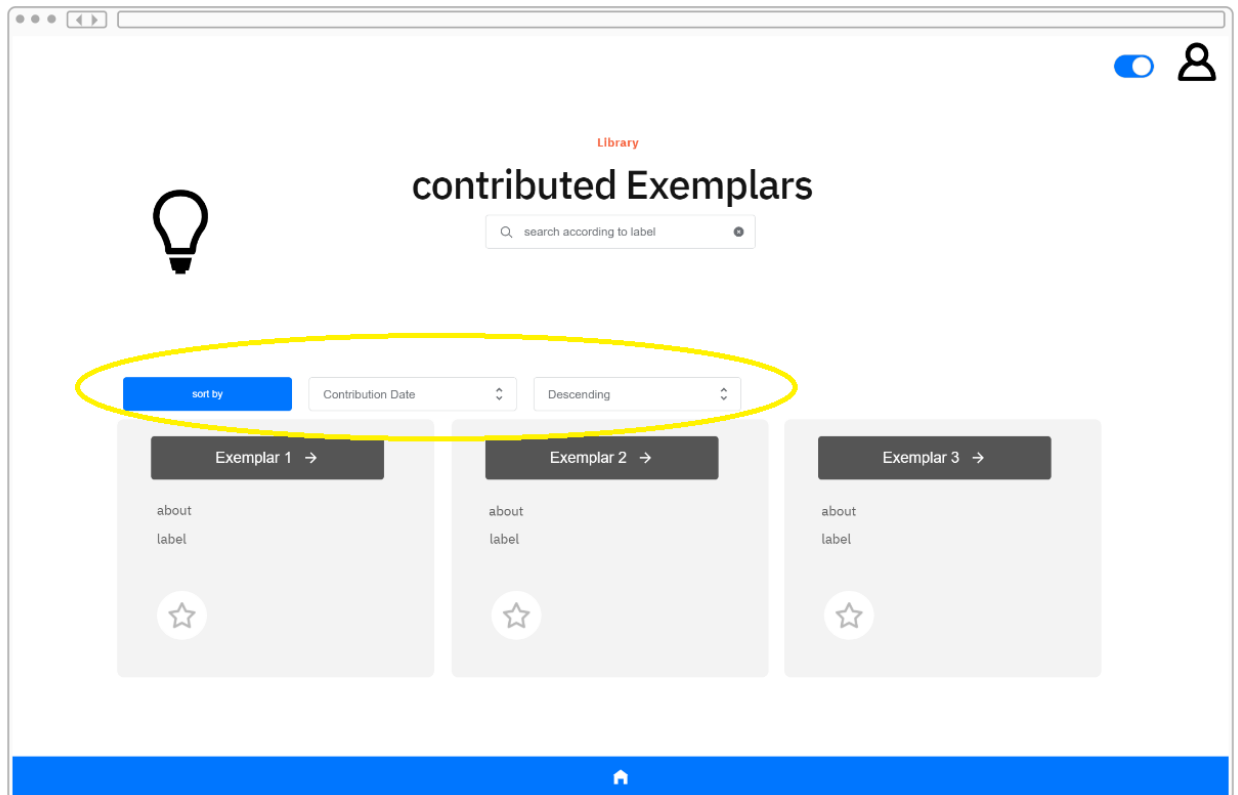 Library
contributed Exemplars
search according to label
sort by Contribution Date Descending
Exemplar 1 → Exemplar 2 → Exemplar 3 →
about about about
label label label